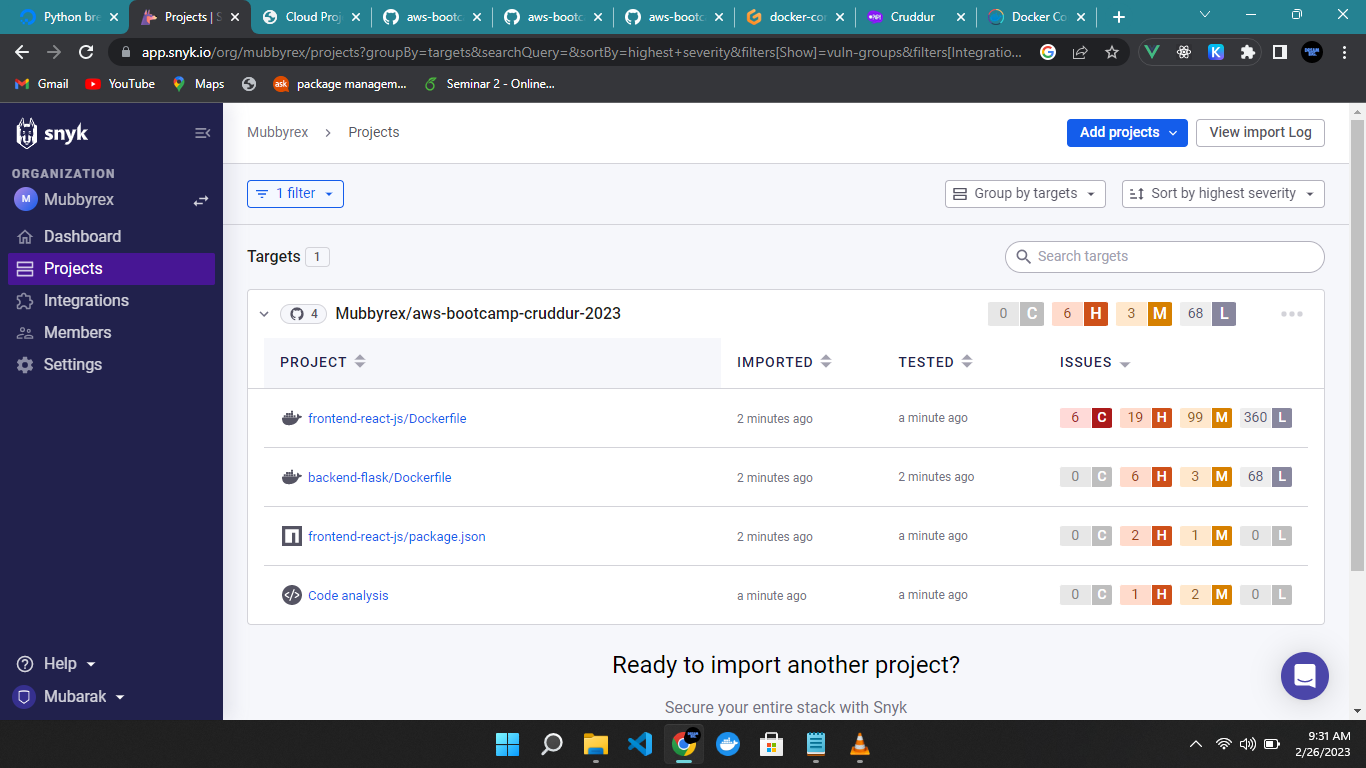 Python bre
Projects | S
Cloud Proj
aws-bootc
aws-bootc
aws-bootc
docker-cor
Cruddur
Docker Co
app.snyk.io/org/mubbyrex/projects?groupBy=targets&searchQuery=&sortBy=highest+severity&filters[Show]=vuln-groups&filters[Integratio...
Gmail
YouTube
Maps
ask
package managem...
Seminar 2 - Online...
snyk
ORGANIZATION
M
Mubbyrex
Dashboard
Projects
Integrations
Members
Settings
Help
Mubarak
Mubbyrex > Projects
Add projects
View import Log
1 filter
Group by targets
Sort by highest severity
Targets 1
Search targets
4 Mubbyrex/aws-bootcamp-cruddur-2023 0 C 6 H 3 M 68 L
PROJECT IMPORTED TESTED ISSUES
frontend-react-js/Dockerfile 2 minutes ago a minute ago 6 C 19 H 99 M 360 L
backend-flask/Dockerfile 2 minutes ago 2 minutes ago 0 C 6 H 3 M 68 L
frontend-react-js/package.json 2 minutes ago a minute ago 0 C 2 H 1 M 0 L
Code analysis a minute ago a minute ago 0 C 1 H 2 M 0 L
Ready to import another project?
Secure your entire stack with Snyk
9:31 AM
2/26/2023